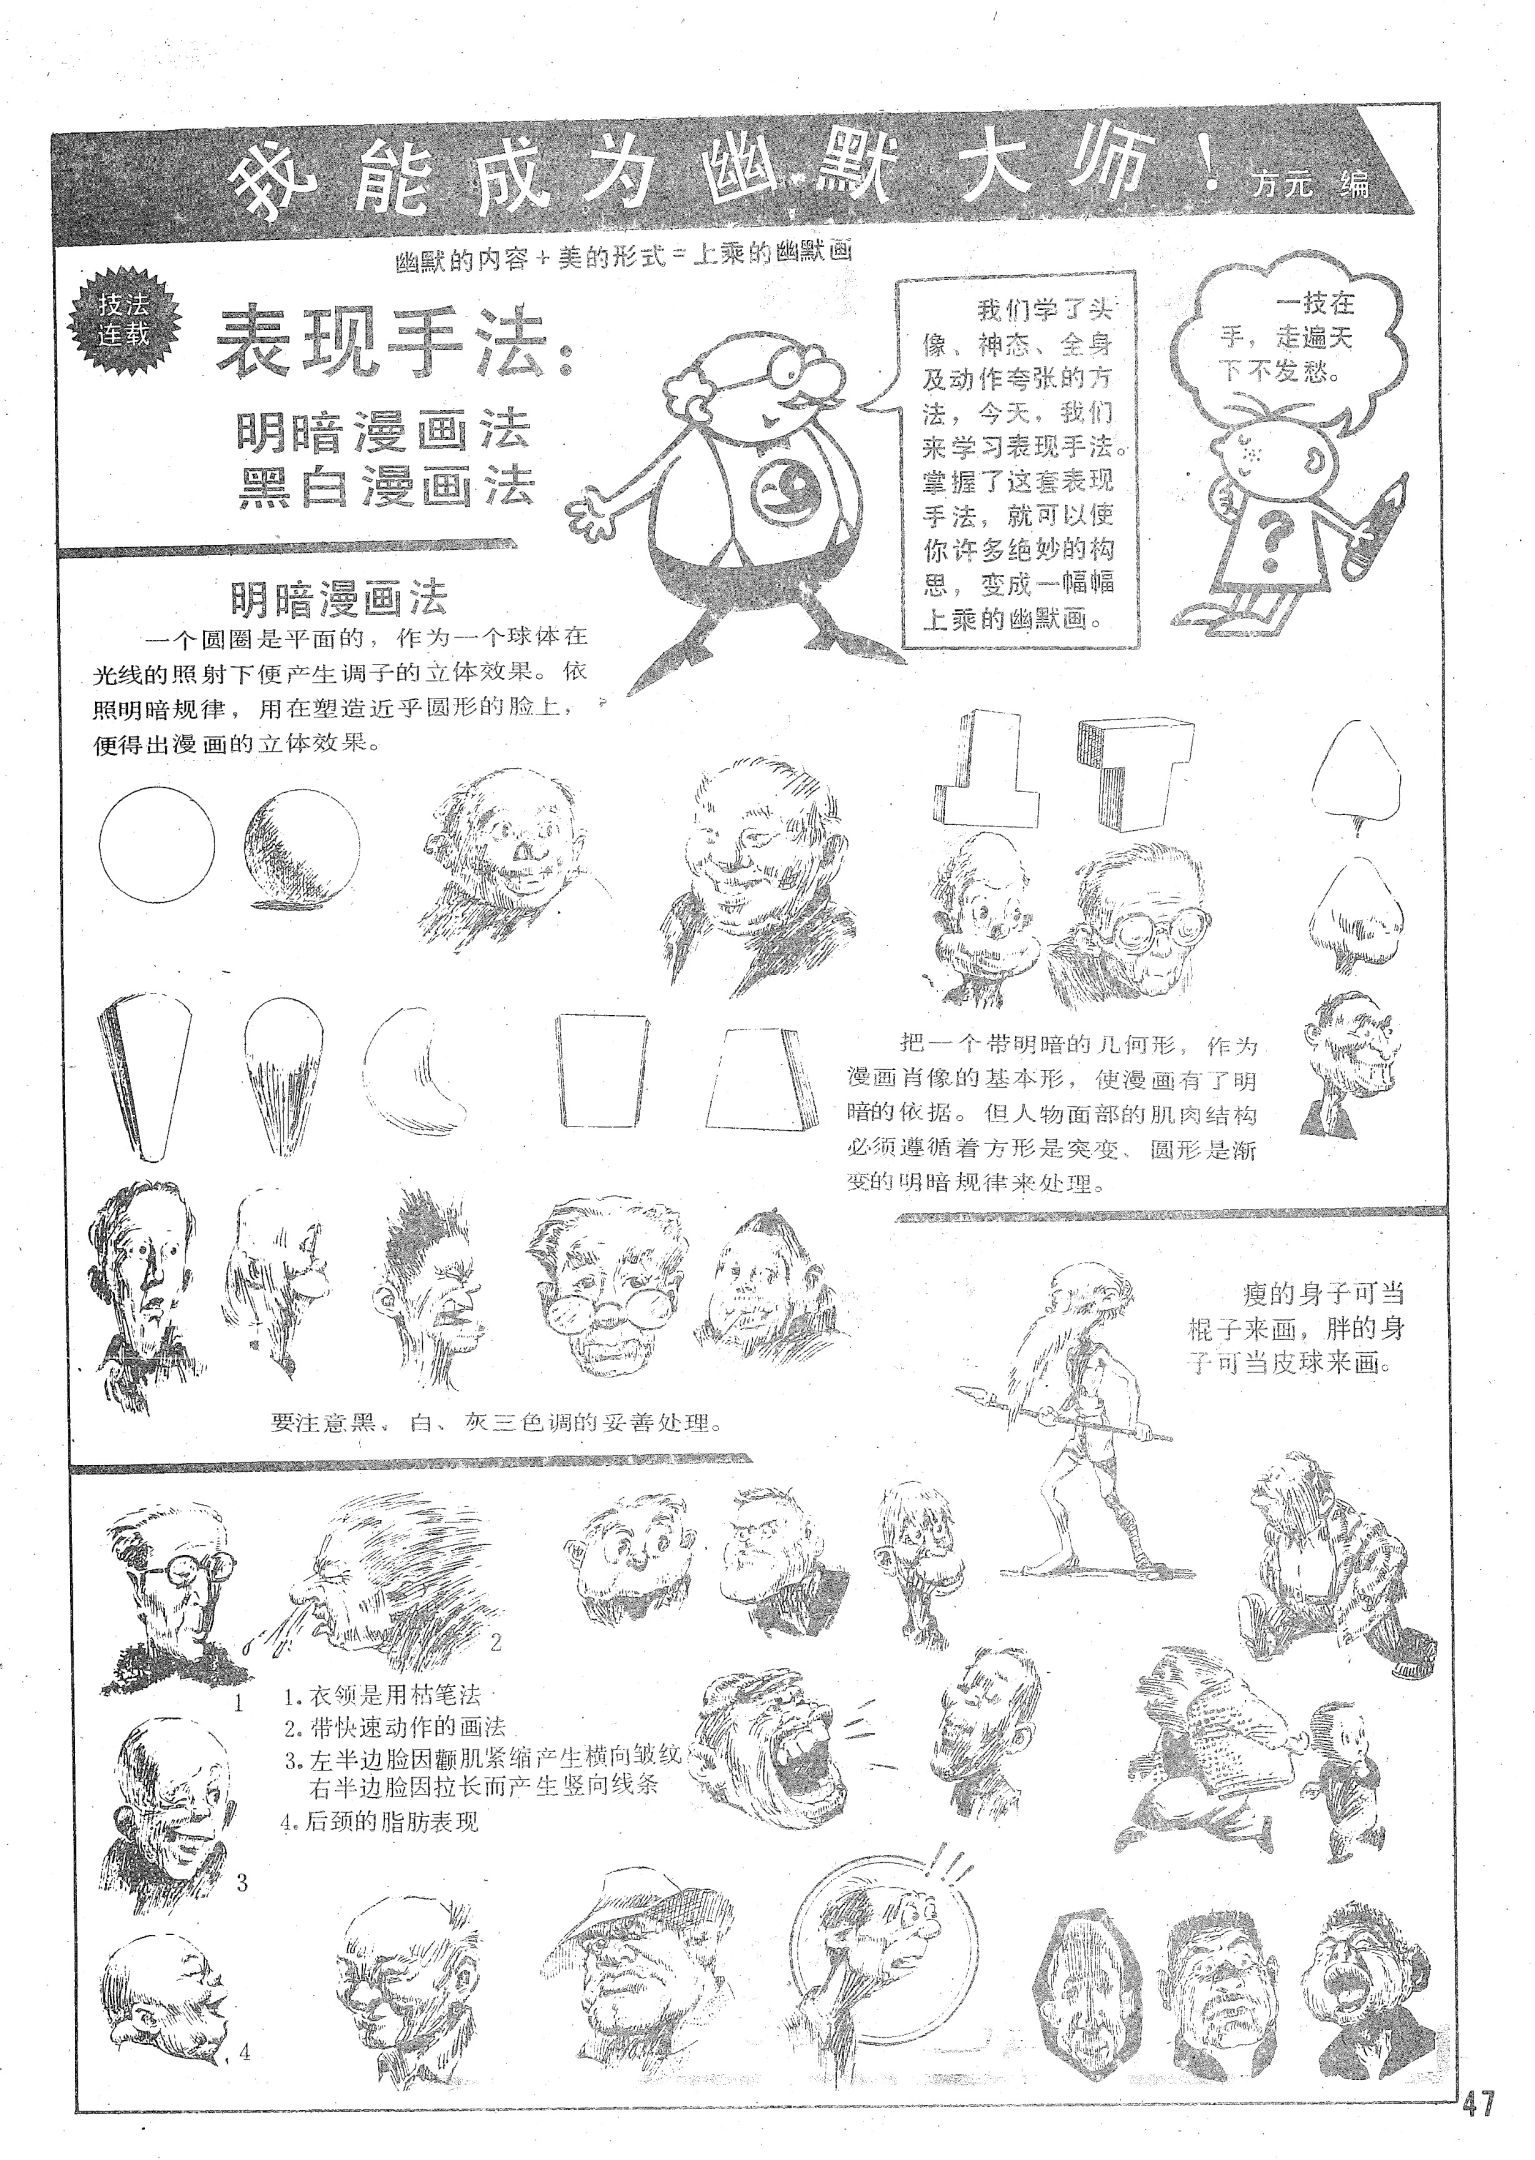 我能成为幽默大师！
方元 编
幽默的内容+美的形式=上乘的幽默画
技法
连载
表现手法：
明暗漫画法
黑白漫画法
我们学了头
像、神态、全身
及动作夸张的方
法，今天，我们
来学习表现手法。
掌握了这套表现
手法，就可以使
你许多绝妙的构
思，变成一幅幅
上乘的幽默画。
一技在
手，走遍天
下不发愁。
?
明暗漫画法
一个圆圈是平面的，作为一个球体在
光线的照射下便产生调子的立体效果。依
照明暗规律，用在塑造近乎圆形的脸上，
便得出漫画的立体效果。
把一个带明暗的几何形，作为
漫画肖像的基本形，使漫画有了明
暗的依据。但人物面部的肌肉结构
必须遵循着方形是突变、圆形是渐
变的明暗规律来处理。
要注意黑、白、灰三色调的妥善处理。
瘦的身子可当
棍子来画，胖的身
子可当皮球来画。
1
2
3
4
1.衣领是用枯笔法
2.带快速动作的画法
3.左半边脸因颧肌紧缩产生横向皱纹
右半边脸因拉长而产生竖向线条
4.后颈的脂肪表现
47